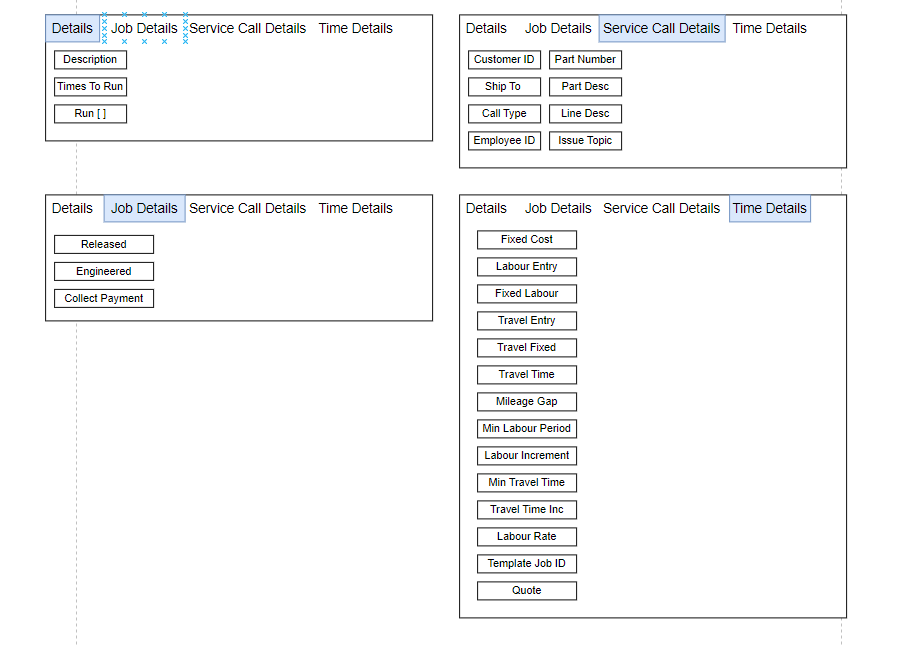 Details Job Details Service Call Details Time Details
Description
Times To Run
Run [ ]
Details Job Details Service Call Details Time Details
Customer ID Part Number
Ship To Part Desc
Call Type Line Desc
Employee ID Issue Topic
Details Job Details Service Call Details Time Details
Released
Engineered
Collect Payment
Details Job Details Service Call Details Time Details
Fixed Cost
Labour Entry
Fixed Labour
Travel Entry
Travel Fixed
Travel Time
Mileage Gap
Min Labour Period
Labour Increment
Min Travel Time
Travel Time Inc
Labour Rate
Template Job ID
Quote